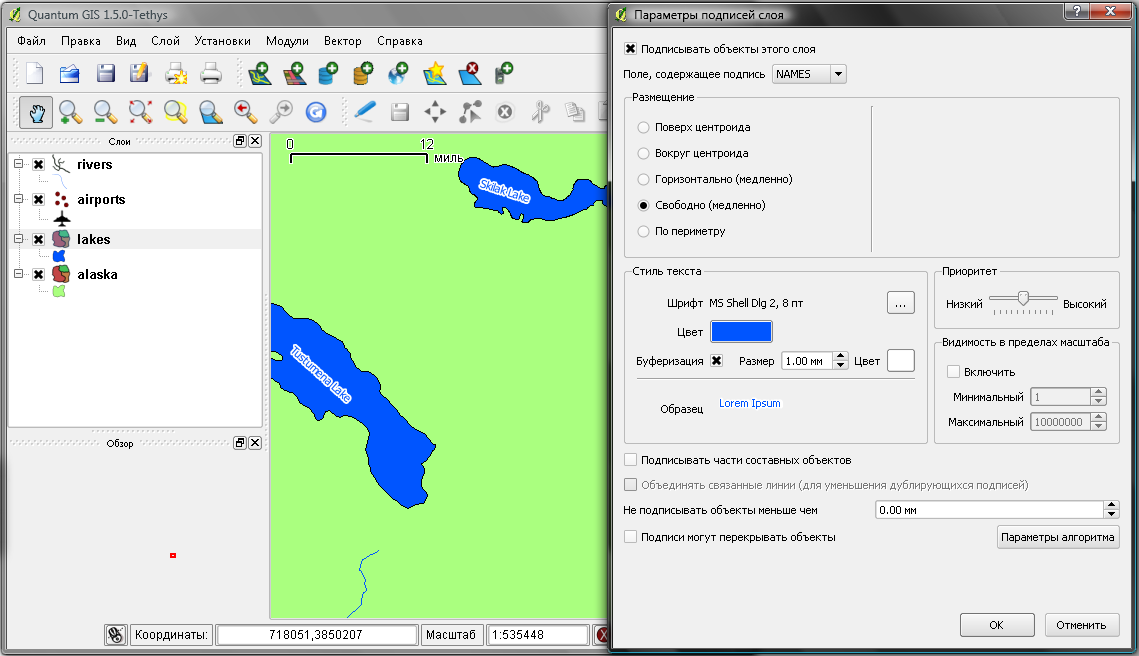 Quantum GIS 1.5.0-Tethys
Файл Правка Вид Слой Установки Модули Вектор Справка
Слои
rivers
airports
lakes
alaska
Обзор
0 12
миль
Skilak Lake
Tustumena Lake
Координаты: 718051,3850207 Масштаб 1:535448
Параметры подписей слоя
Подписывать объекты этого слоя
Поле, содержащее подпись NAMES
Размещение
Поверх центроида
Вокруг центроида
Горизонтально (медленно)
Свободно (медленно)
По периметру
Стиль текста
Шрифт MS Shell Dlg 2, 8 пт ...
Цвет
Буферизация Размер 1.00 мм Цвет
Образец Lorem Ipsum
Приоритет
Низкий Высокий
Видимость в пределах масштаба
Включить
Минимальный 1
Максимальный 10000000
Подписывать части составных объектов
Объединять связанные линии (для уменьшения дублирующихся подписей)
Не подписывать объекты меньше чем 0.00 мм
Подписи могут перекрывать объекты Параметры алгоритма
OK Отменить